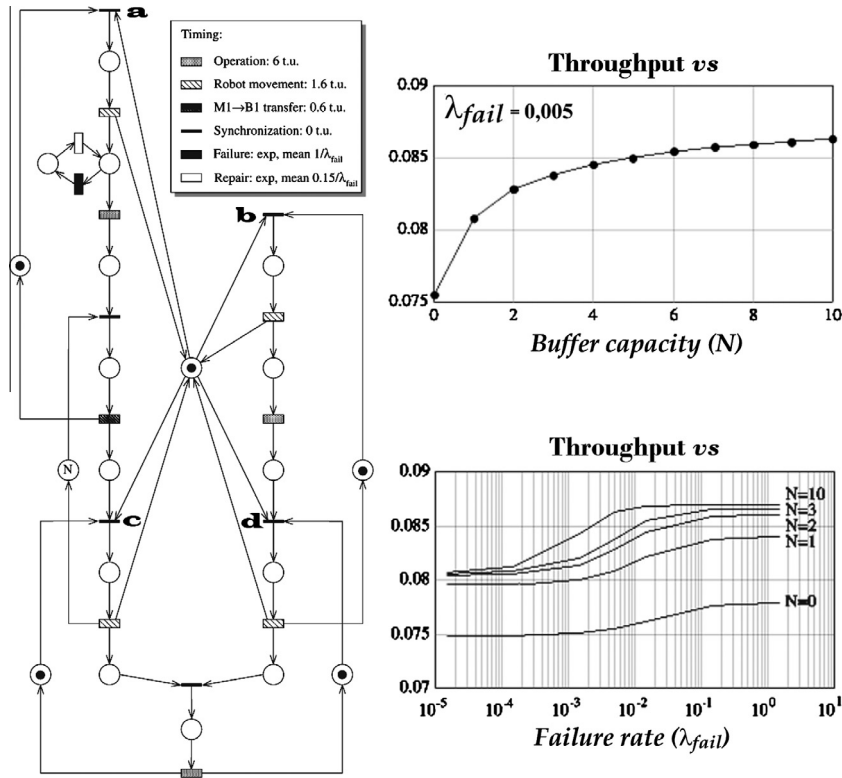 a
Timing:
Operation: 6 t.u.
Robot movement: 1.6 t.u.
M1→B1 transfer: 0.6 t.u.
Synchronization: 0 t.u.
Failure: exp, mean 1/λfail
Repair: exp, mean 0.15/λfail
b
N
c
d
Throughput vs
λfail = 0,005
0.09
0.085
0.08
0.075
0 2 4 6 8 10
Buffer capacity (N)
Throughput vs
0.09
0.085
0.08
0.075
0.07
N=10
N=3
N=2
N=1
N=0
10⁻⁵ 10⁻⁴ 10⁻³ 10⁻² 10⁻¹ 10⁰ 10¹
Failure rate (λfail)